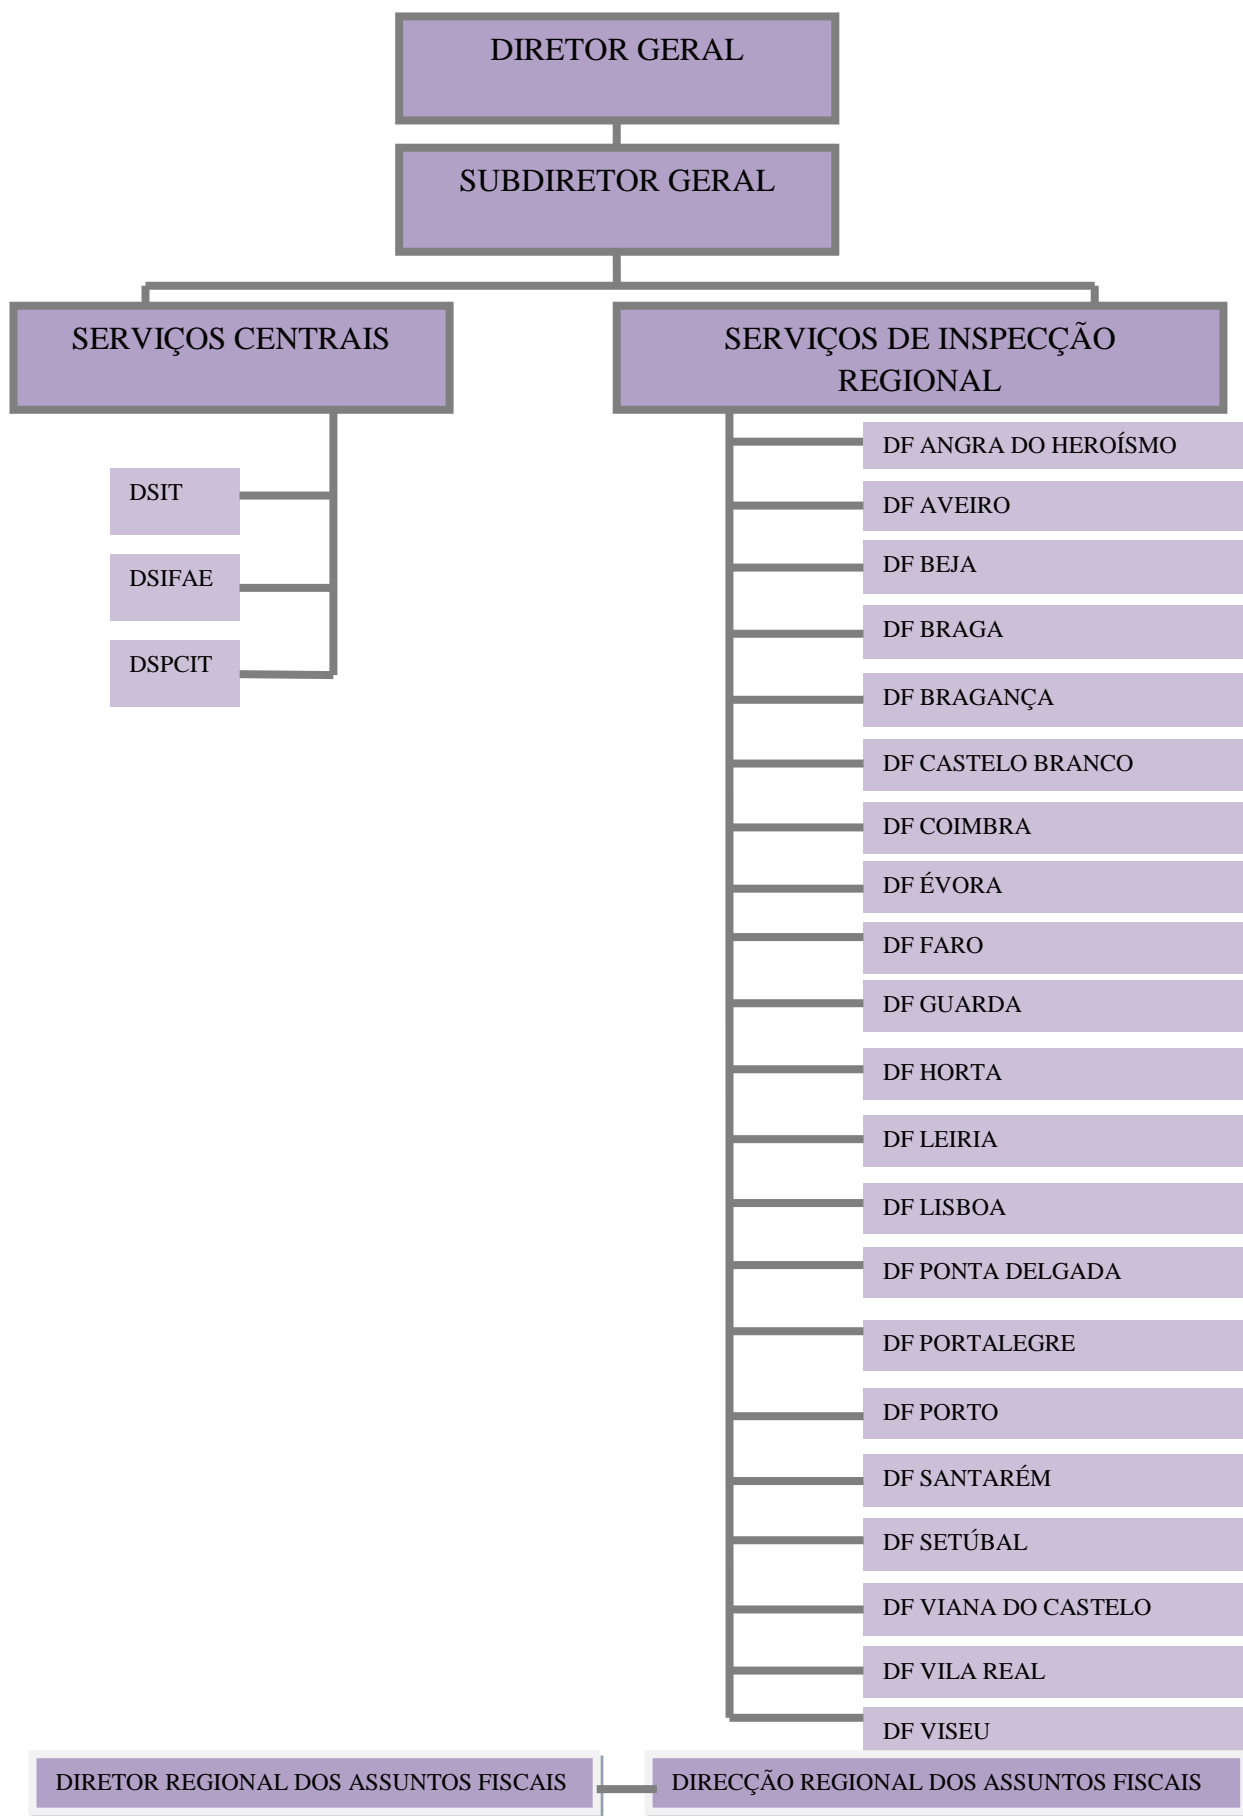 DIRETOR GERAL
SUBDIRETOR GERAL
SERVIÇOS CENTRAIS
SERVIÇOS DE INSPECÇÃO
REGIONAL
DSIT
DSIFAE
DSPCIT
DF ANGRA DO HEROÍSMO
DF AVEIRO
DF BEJA
DF BRAGA
DF BRAGANÇA
DF CASTELO BRANCO
DF COIMBRA
DF ÉVORA
DF FARO
DF GUARDA
DF HORTA
DF LEIRIA
DF LISBOA
DF PONTA DELGADA
DF PORTALEGRE
DF PORTO
DF SANTARÉM
DF SETÚBAL
DF VIANA DO CASTELO
DF VILA REAL
DF VISEU
DIRETOR REGIONAL DOS ASSUNTOS FISCAIS
DIRECÇÃO REGIONAL DOS ASSUNTOS FISCAIS